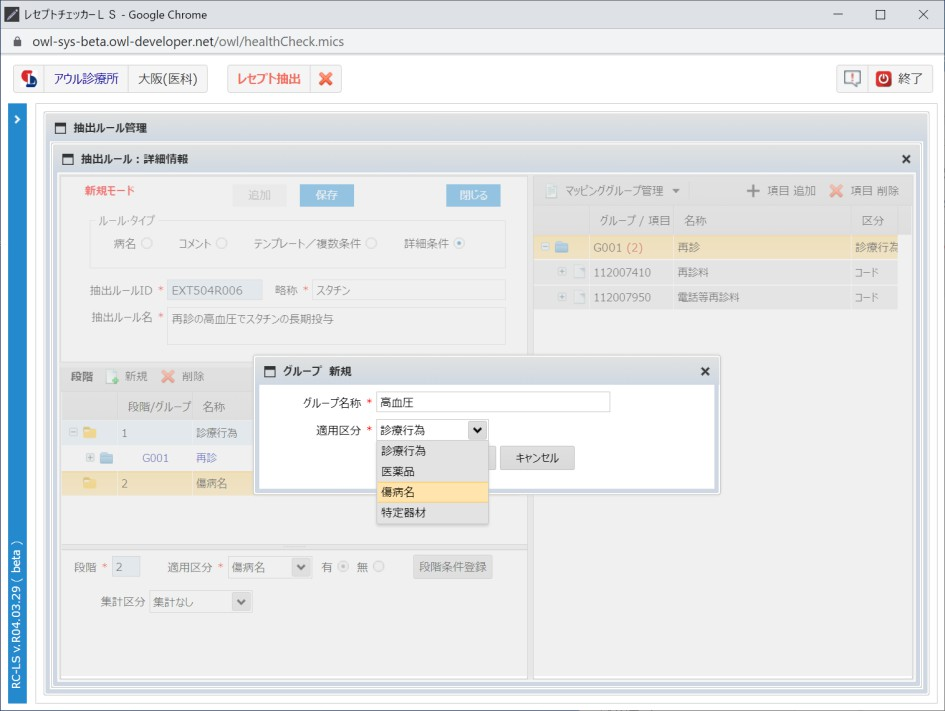 レセプトチェッカーＬＳ - Google Chrome
owl-sys-beta.owl-developer.net/owl/healthCheck.mics
アウル診療所 大阪(医科) レセプト抽出 終了
抽出ルール管理
抽出ルール：詳細情報
新規モード 追加 保存 閉じる
ルール･タイプ
病名 コメント テンプレート／複数条件 詳細条件
抽出ルールID * EXT504R006 略称 * スタチン
抽出ルール名 * 再診の高血圧でスタチンの長期投与
マッピンググループ管理 項目 追加 項目 削除
グループ / 項目 名称 区分
G001 (2) 再診 診療行為
112007410 再診料 コード
112007950 電話等再診料 コード
段階 新規 削除
段階/グループ 名称
1 診療行為
G001 再診
2 傷病名
グループ 新規
グループ名称 * 高血圧
適用区分 * 診療行為
診療行為
医薬品
傷病名
特定器材
キャンセル
段階 * 2 適用区分 * 傷病名 有 無 段階条件登録
集計区分 集計なし
RC-LS v.R04.03.29 ( beta )